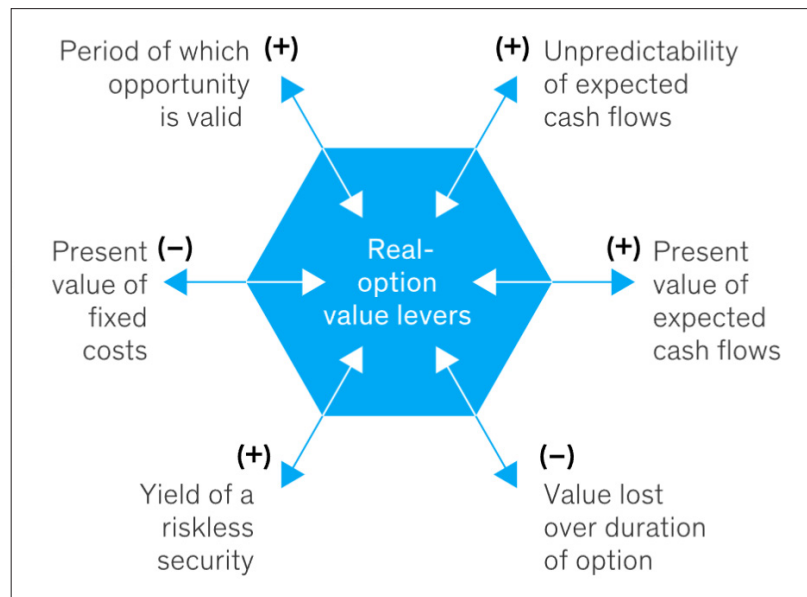 Period of which (+)
opportunity
is valid
(+) Unpredictability
of expected
cash flows
Present (−)
value of
fixed
costs
Real-
option
value levers
(+) Present
value of
expected
cash flows
(+)
Yield of a
riskless
security
(−)
Value lost
over duration
of option